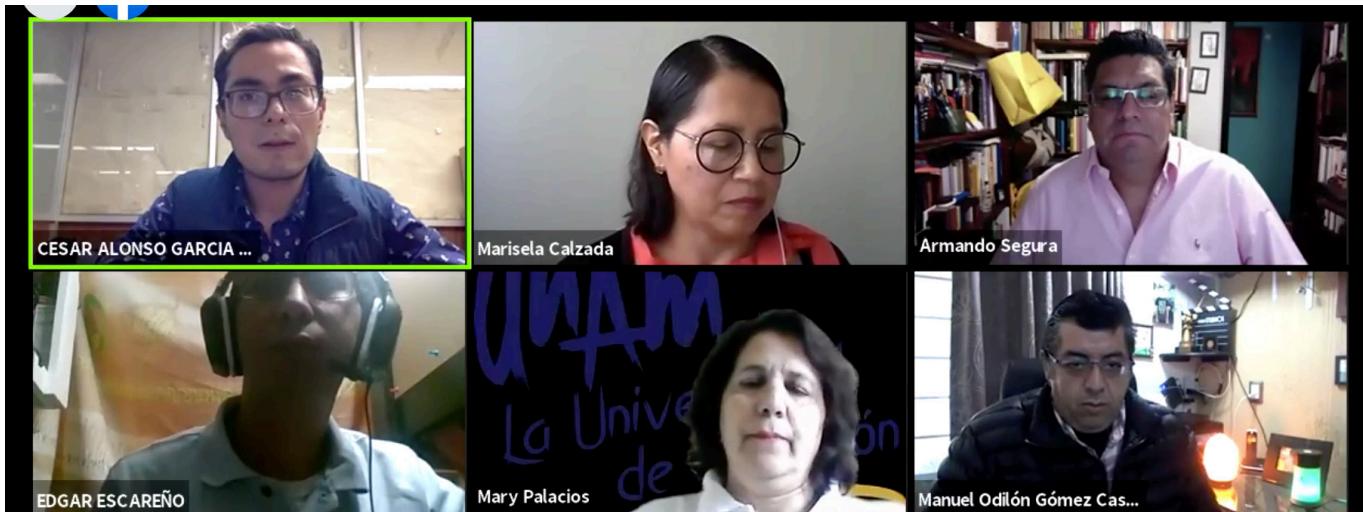 CESAR ALONSO GARCIA ...
Marisela Calzada
Armando Segura
UNAM
La Unive
ón
de
EDGAR ESCAREÑO
Mary Palacios
Manuel Odilón Gómez Cas...